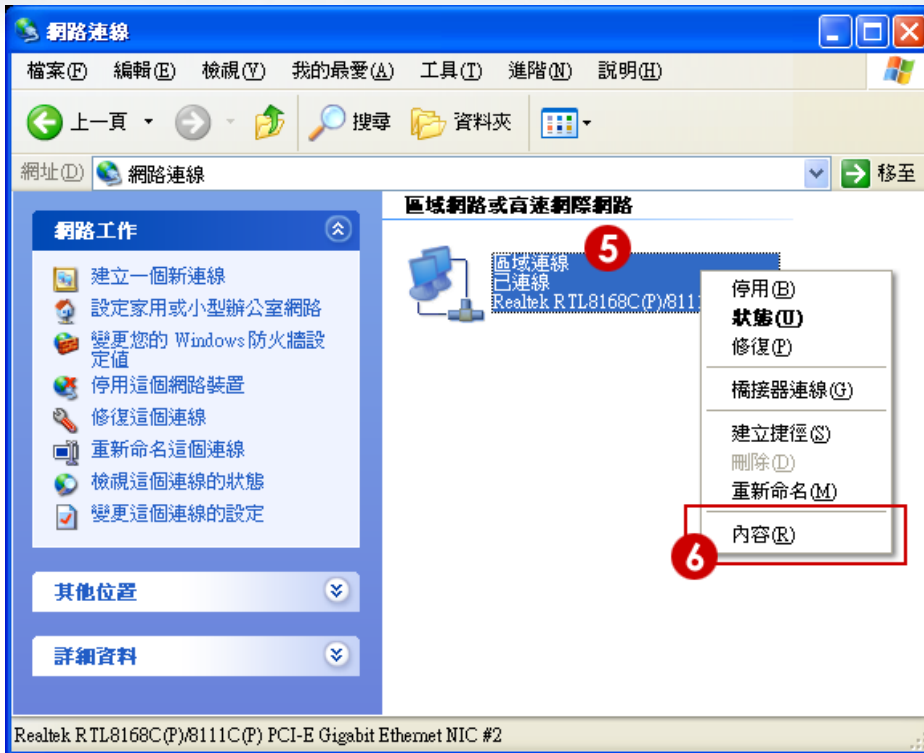 網路連線
檔案(F) 編輯(E) 檢視(V) 我的最愛(A) 工具(T) 進階(N) 說明(H)
上一頁 搜尋 資料夾
網址(D) 網路連線 移至
網路工作
建立一個新連線
設定家用或小型辦公室網路
變更您的 Windows 防火牆設
定值
停用這個網路裝置
修復這個連線
重新命名這個連線
檢視這個連線的狀態
變更這個連線的設定
其他位置
詳細資料
區域網路或高速網際網路
區域連線
已連線
Realtek RTL8168C(P)/811
5
停用(B)
狀態(U)
修復(P)
橋接器連線(G)
建立捷徑(S)
刪除(D)
重新命名(M)
內容(R)
6
Realtek RTL8168C(P)/8111C(P) PCI-E Gigabit Ethernet NIC #2